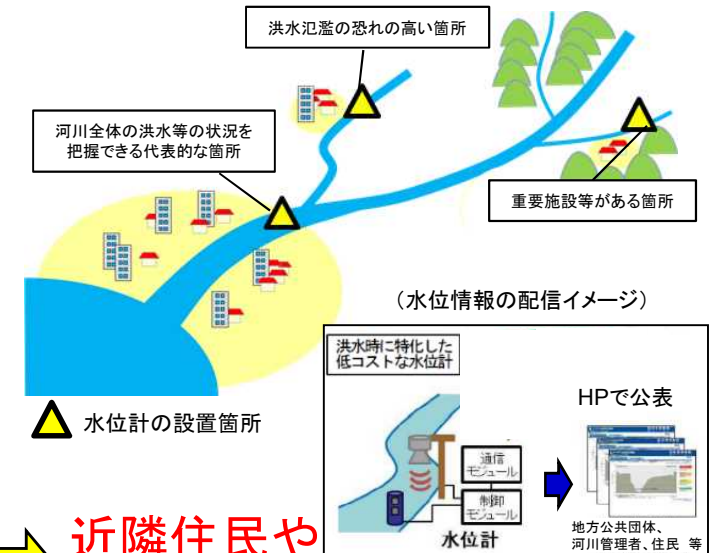 洪水氾濫の恐れの高い箇所
河川全体の洪水等の状況を
把握できる代表的な箇所
重要施設等がある箇所
(水位情報の配信イメージ)
洪水時に特化した
低コストな水位計
HPで公表
通信
モジュール
制御
モジュール
水位計
地方公共団体、
河川管理者、住民 等
水位計の設置箇所
近隣住民や